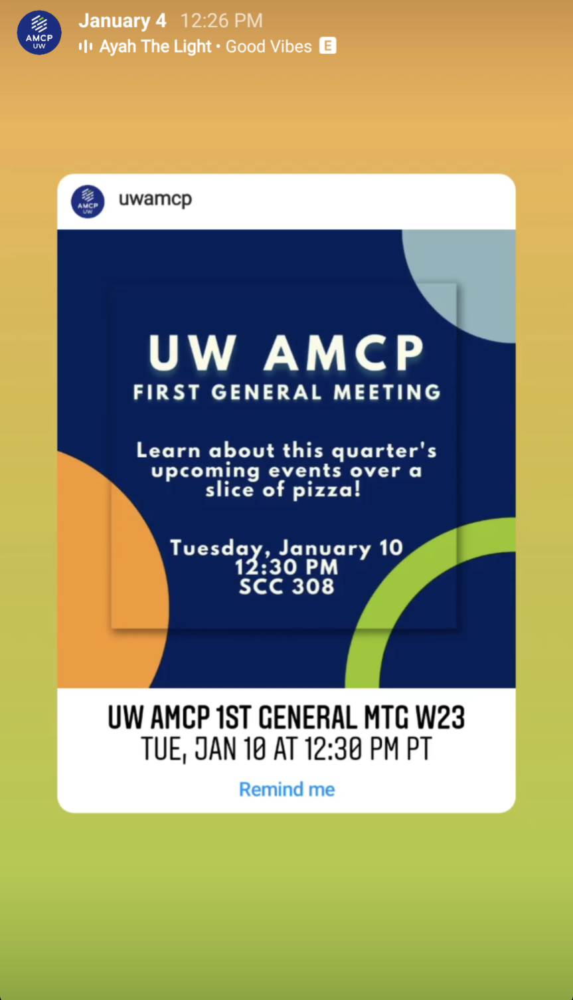 AMCP
UW
January 4 12:26 PM
Ayah The Light • Good Vibes E
AMCP
UW
uwamcp
UW AMCP
FIRST GENERAL MEETING
Learn about this quarter's
upcoming events over a
slice of pizza!
Tuesday, January 10
12:30 PM
SCC 308
UW AMCP 1ST GENERAL MTG W23
TUE, JAN 10 AT 12:30 PM PT
Remind me